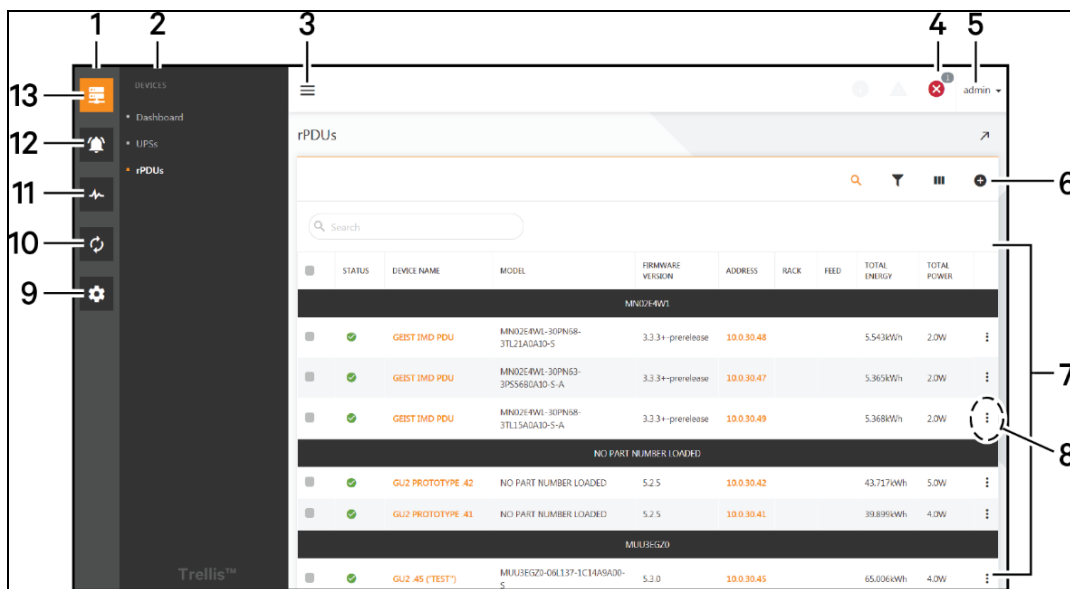 1 2 3 4 5
DEVICES
Dashboard
UPSs
rPDUs
Trellis™
13
12
11
10
9
1
admin
rPDUs
6
Search
STATUS DEVICE NAME MODEL FIRMWARE VERSION ADDRESS RACK FEED TOTAL ENERGY TOTAL POWER
MN02E4W1
GEIST IMD PDU MN02E4W1-30PN68-3TL21A0A10-S 3.3.3+-prerelease 10.0.30.48 5.543kWh 2.0W
GEIST IMD PDU MN02E4W1-30PN63-3PS56B0A10-S-A 3.3.3+-prerelease 10.0.30.47 5.365kWh 2.0W
7
GEIST IMD PDU MN02E4W1-30PN68-3TL15A0A10-S-A 3.3.3+-prerelease 10.0.30.49 5.368kWh 2.0W
8
NO PART NUMBER LOADED
GU2 PROTOTYPE .42 NO PART NUMBER LOADED 5.2.5 10.0.30.42 43.717kWh 5.0W
GU2 PROTOTYPE .41 NO PART NUMBER LOADED 5.2.5 10.0.30.41 39.899kWh 4.0W
MUU3EGZ0
GU2 .45 ("TEST") MUU3EGZ0-06L137-1C14A9A00-S 5.3.0 10.0.30.45 65.006kWh 4.0W